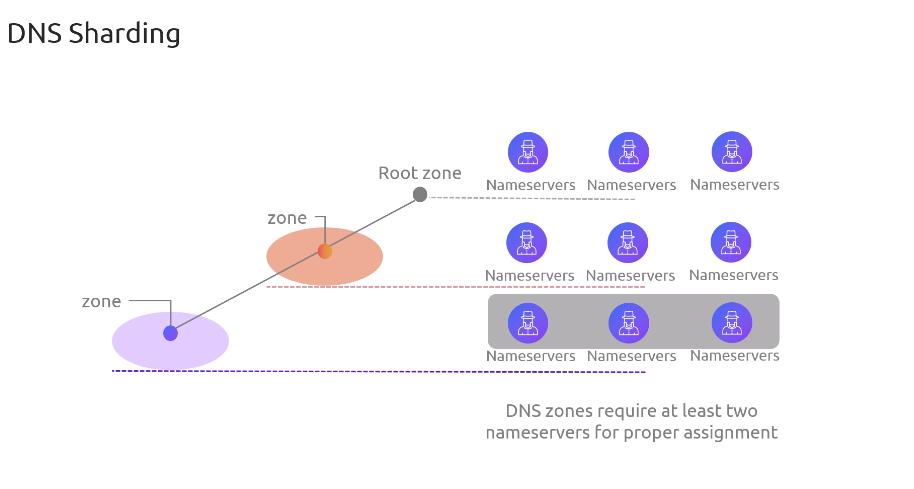 DNS Sharding
Root zone
Nameservers Nameservers Nameservers
zone
Nameservers Nameservers Nameservers
zone
Nameservers Nameservers Nameservers
DNS zones require at least two
nameservers for proper assignment